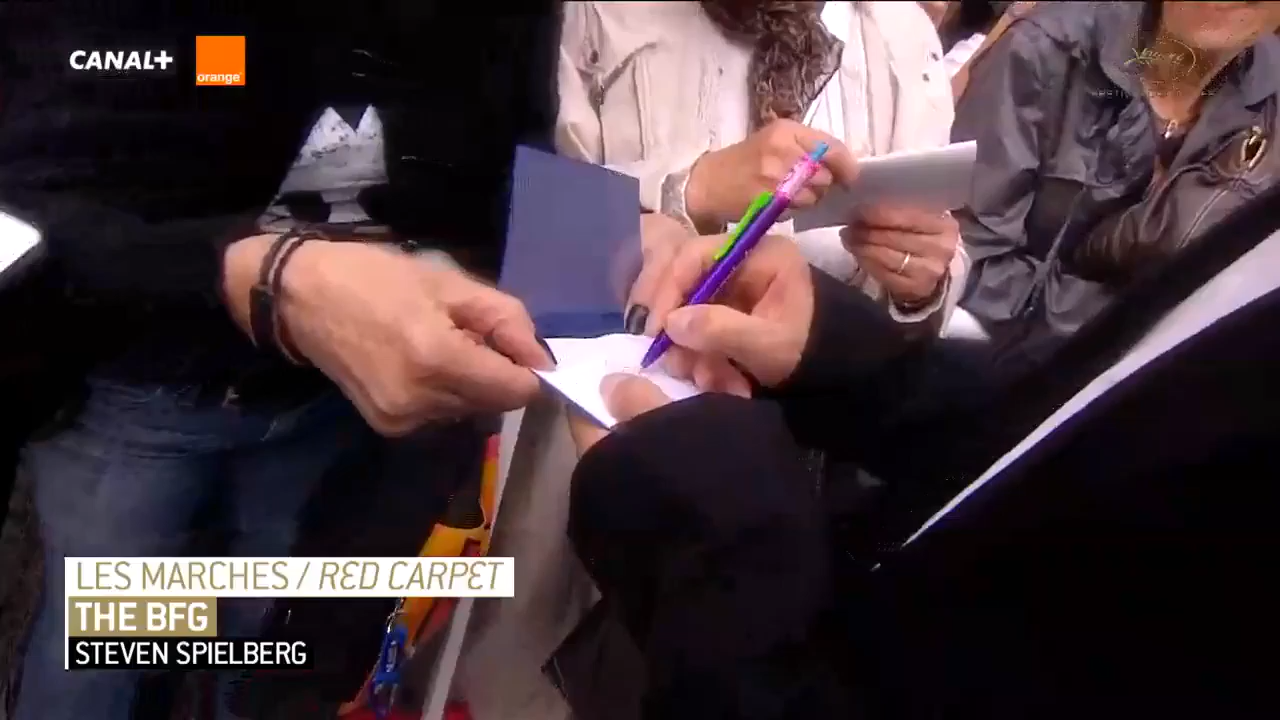 CANAL+
orange
LES MARCHES / RED CARPET
THE BFG
STEVEN SPIELBERG